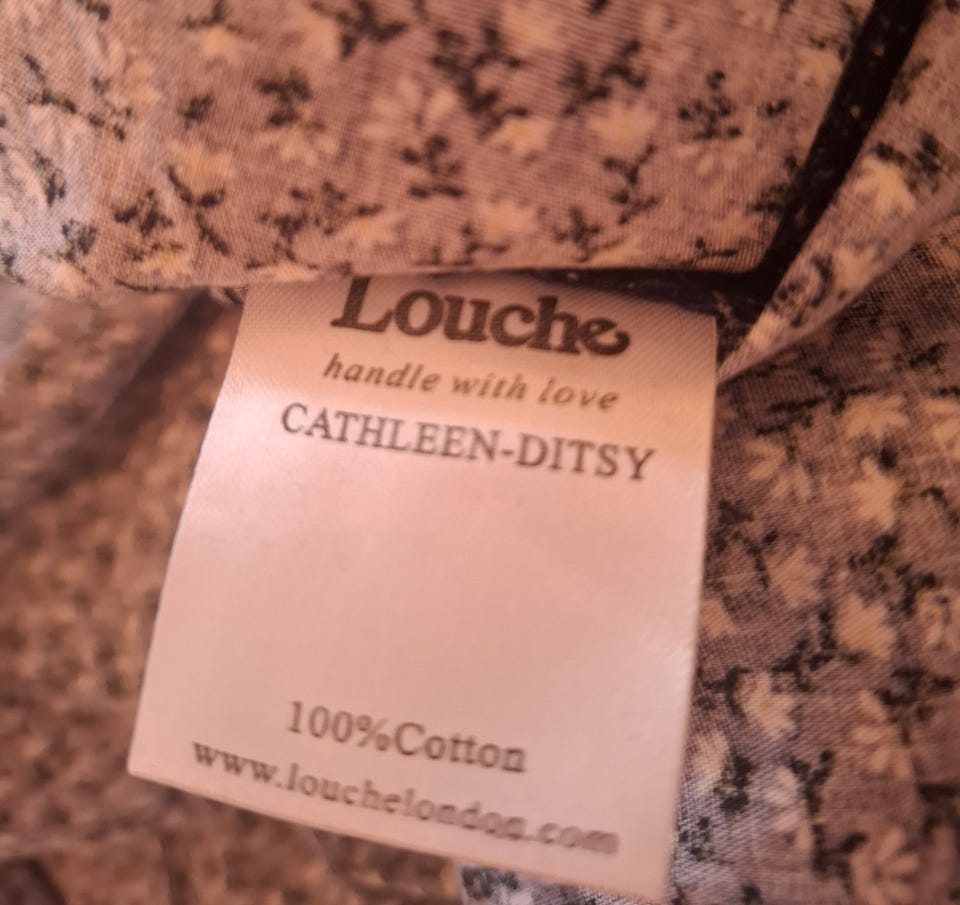 Louche
handle with love
CATHLEEN-DITSY
100%Cotton
www.louchelondon.com